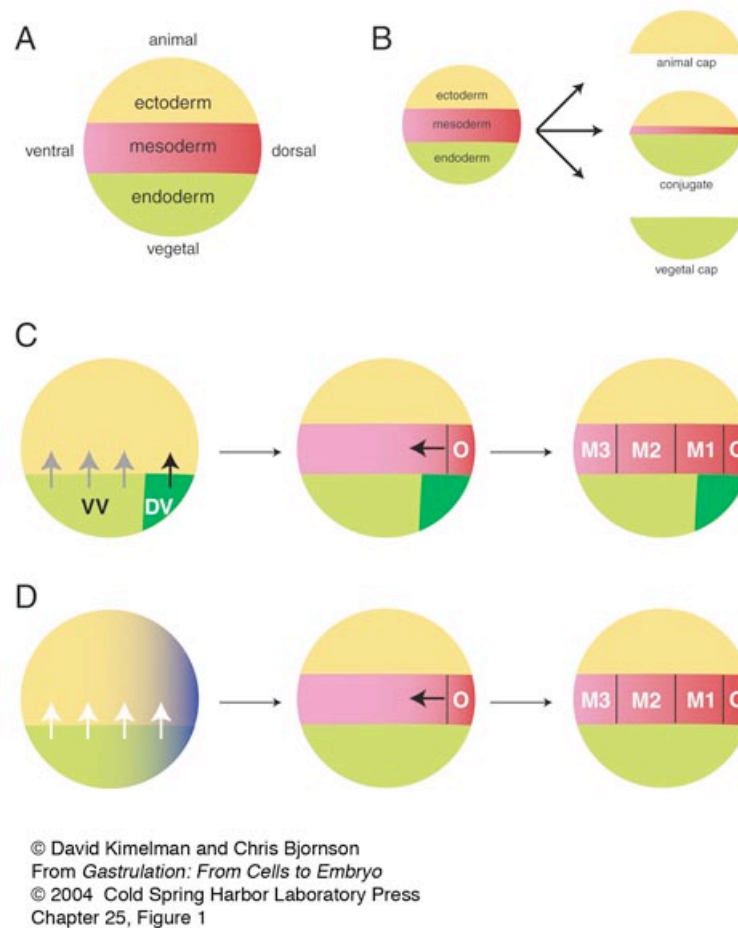 A
animal
ectoderm
ventral
mesoderm
dorsal
endoderm
vegetal
B
ectoderm
mesoderm
endoderm
animal cap
conjugate
vegetal cap
C
VV
DV
O
M3
M2
M1
D
O
M3
M2
M1
© David Kimelman and Chris Bjornson
From Gastrulation: From Cells to Embryo
© 2004 Cold Spring Harbor Laboratory Press
Chapter 25, Figure 1